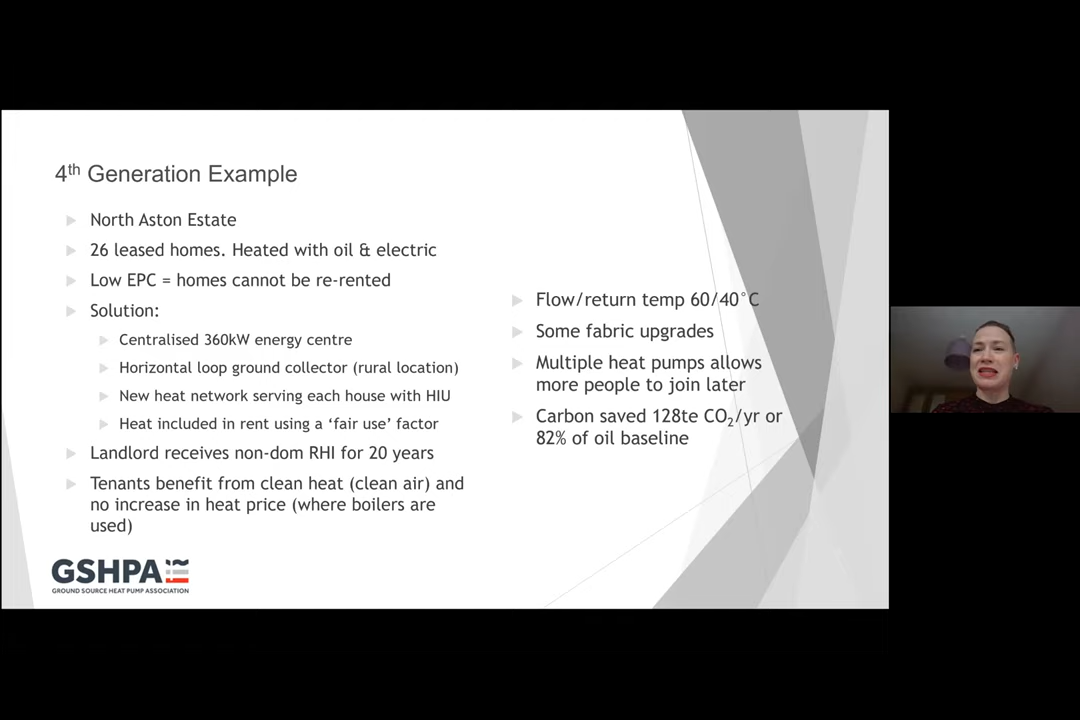 4th Generation Example
North Aston Estate
26 leased homes. Heated with oil & electric
Low EPC = homes cannot be re-rented
Solution:
Centralised 360kW energy centre
Horizontal loop ground collector (rural location)
New heat network serving each house with HIU
Heat included in rent using a ‘fair use’ factor
Landlord receives non-dom RHI for 20 years
Tenants benefit from clean heat (clean air) and
no increase in heat price (where boilers are
used)
Flow/return temp 60/40°C
Some fabric upgrades
Multiple heat pumps allows
more people to join later
Carbon saved 128te CO₂/yr or
82% of oil baseline
GSHPA
GROUND SOURCE HEAT PUMP ASSOCIATION